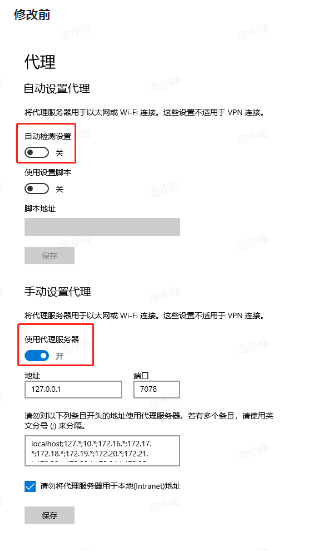 修改前
代理
自动设置代理
将代理服务器用于以太网或 Wi-Fi 连接。这些设置不适用于 VPN 连接。
自动检测设置
关
使用设置脚本
关
脚本地址
保存
手动设置代理
将代理服务器用于以太网或 Wi-Fi 连接。这些设置不适用于 VPN 连接。
使用代理服务器
开
地址 端口
127.0.0.1 7078
请勿对以下列条目开头的地址使用代理服务器。若有多个条目，请使用英
文分号 (;) 来分隔。
localhost;127.*;10.*;172.16.*;172.17.
*;172.18.*;172.19.*;172.20.*;172.21.
请勿将代理服务器用于本地(Intranet)地址
保存